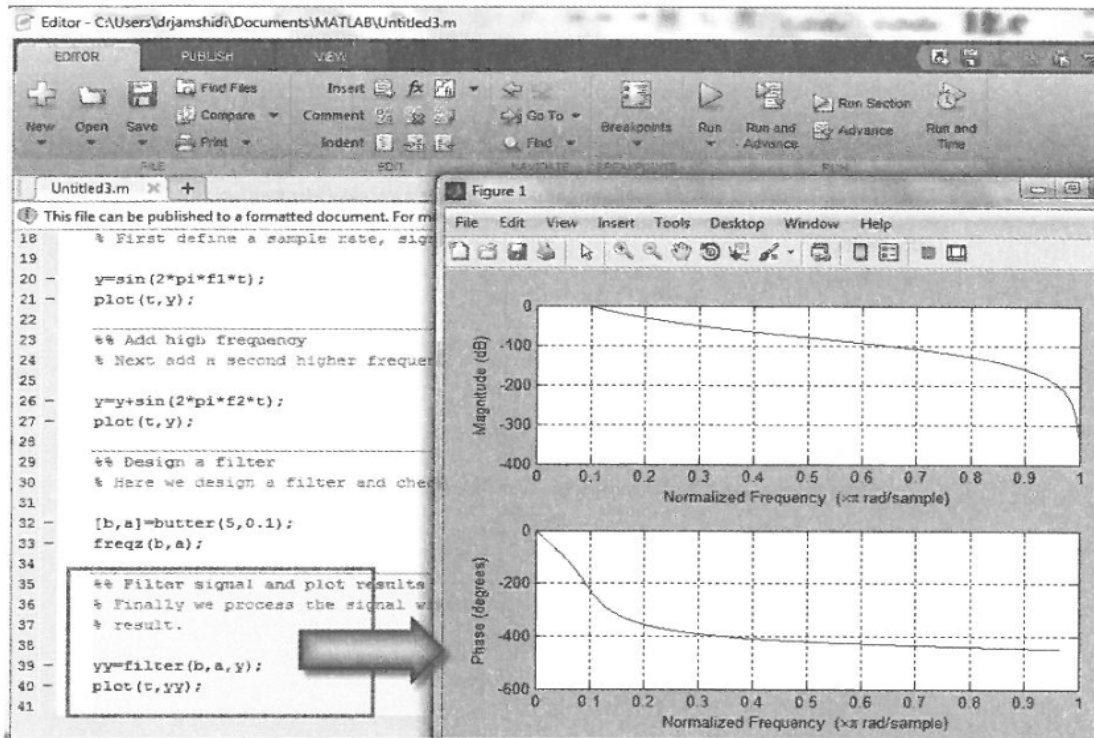 Editor - C:\Users\drjamshidi\Documents\MATLAB\Untitled3.m
EDITOR PUBLISH VIEW
New Open Save Find Files Compare Print
FILE
Insert fx
Comment
Indent
EDIT
Go To
Find
NAVIGATE
Breakpoints
BREAKPOINTS
Run Run and Advance Run Section Advance Run and Time
RUN
Untitled3.m
This file can be published to a formatted document. For
18 % First define a sample rate,
19
20 - y=sin(2*pi*f1*t);
21 - plot(t,y);
22
23 %% Add high frequency
24 % Next add a second higher
25
26 - y=y+sin(2*pi*f2*t);
27 - plot(t,y);
28
29 %% Design a filter
30 % Here we design a filter and
31
32 - [b,a]=butter(5,0.1);
33 - freqz(b,a);
34
35 %% Filter signal and plot results
36 % Finally we process the signal
37 % result.
38
39 - yy=filter(b,a,y);
40 - plot(t,yy);
41
Figure 1
File Edit View Insert Tools Desktop Window Help
Magnitude (dB)
0
-100
-200
-300
-400
0 0.1 0.2 0.3 0.4 0.5 0.6 0.7 0.8 0.9 1
Normalized Frequency (×π rad/sample)
Phase (degrees)
0
-200
-400
-600
0 0.1 0.2 0.3 0.4 0.5 0.6 0.7 0.8 0.9 1
Normalized Frequency (×π rad/sample)